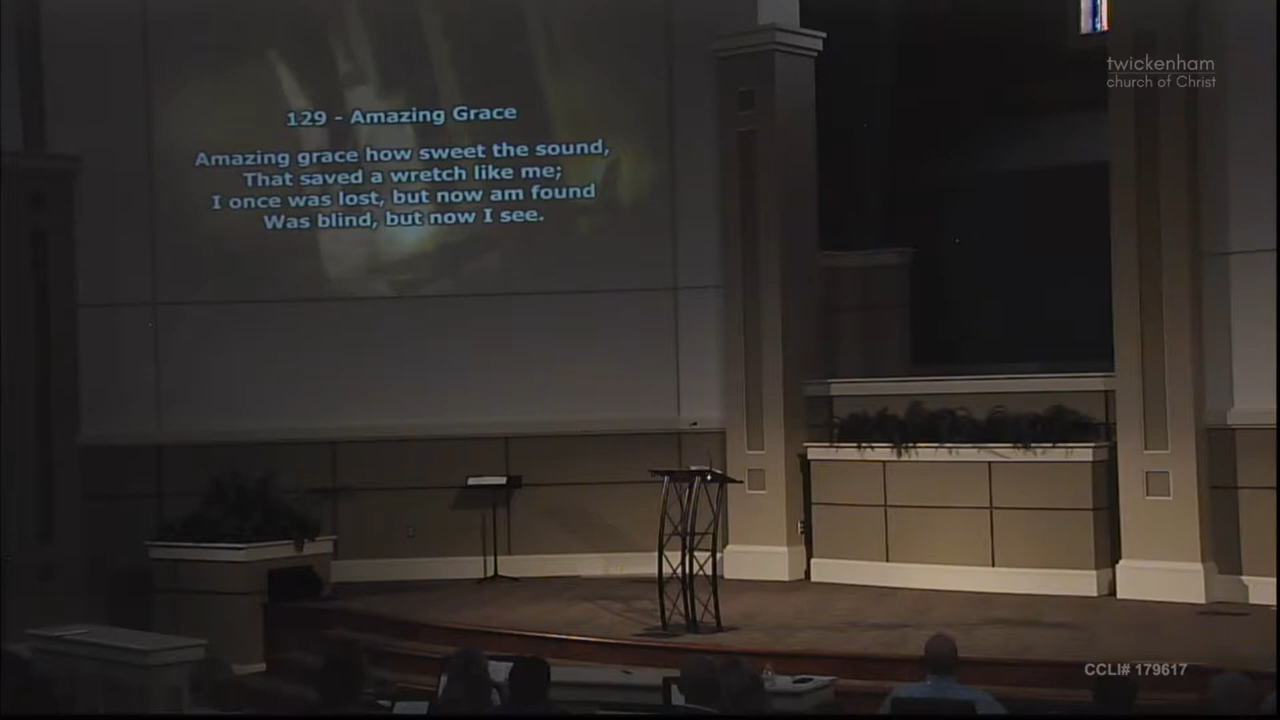 129 - Amazing Grace
Amazing grace how sweet the sound,
That saved a wretch like me;
I once was lost, but now am found
Was blind, but now I see.
twickenham
church of Christ
CCLI# 179617